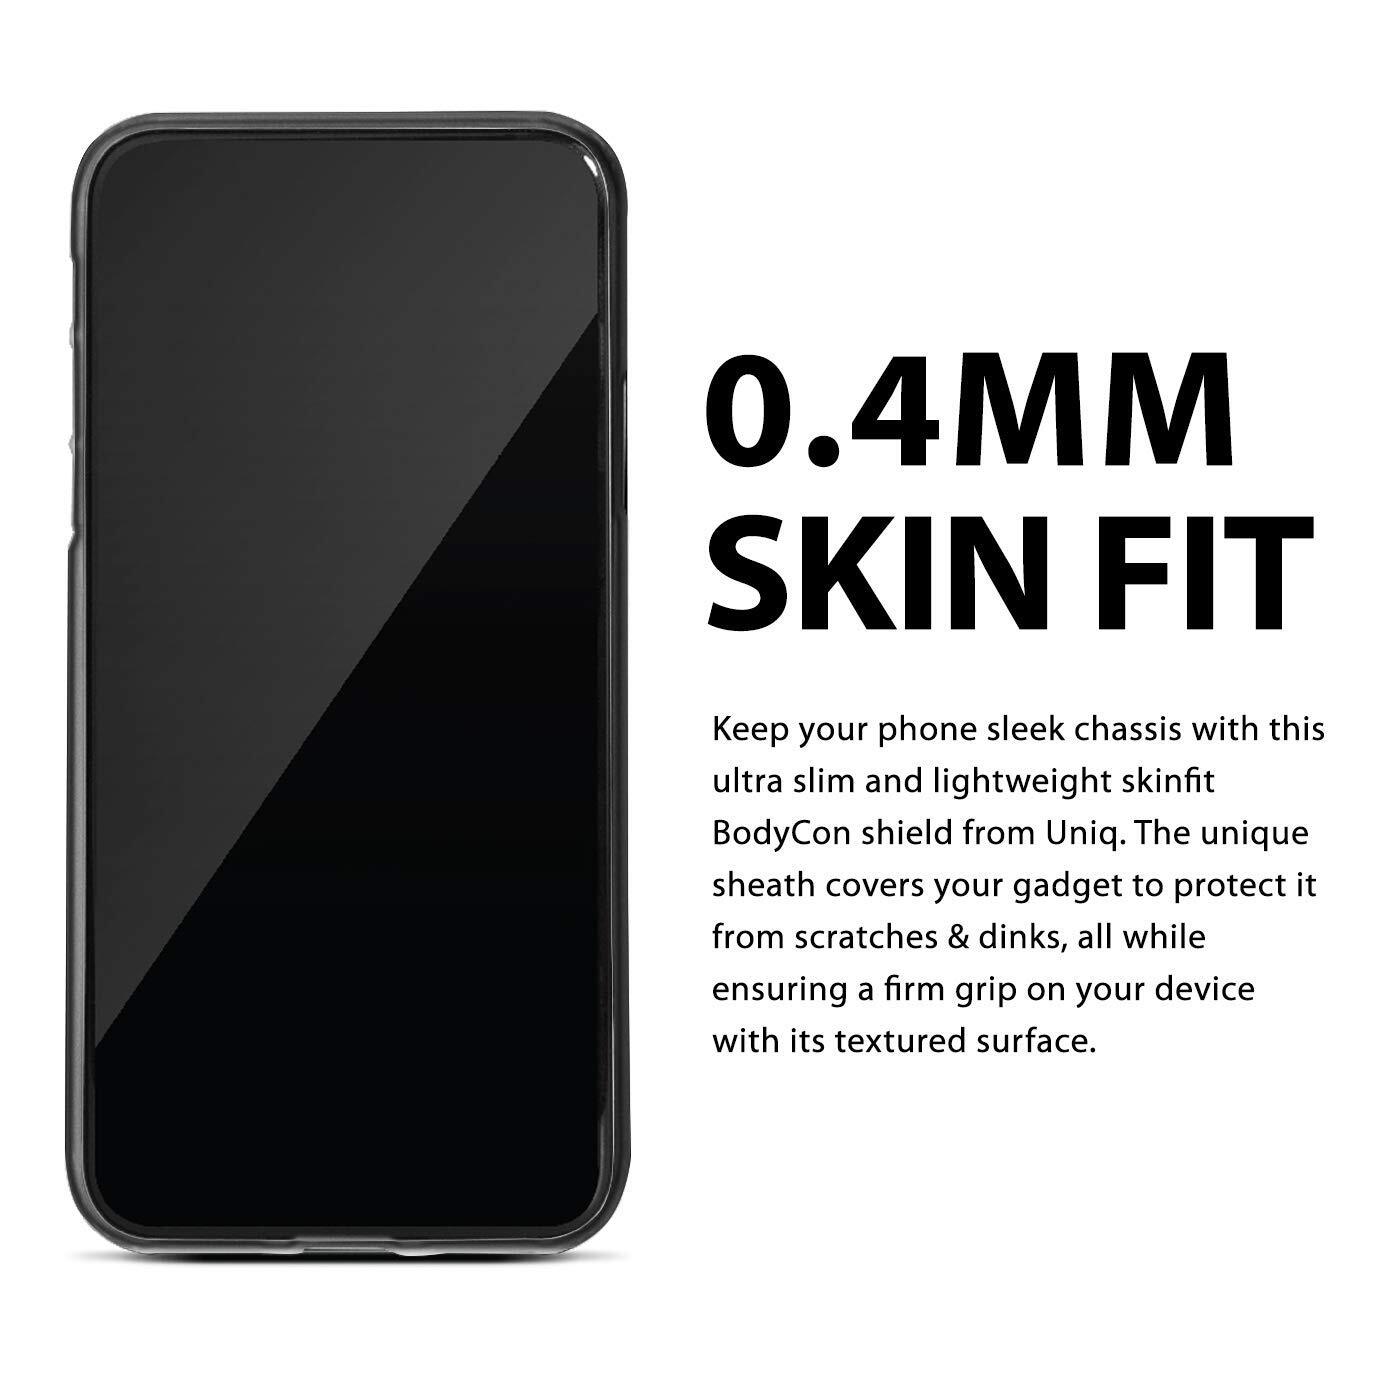 0.4MM
SKIN FIT
Keep your phone sleek chassis with this
ultra slim and lightweight skinfit
BodyCon shield from Uniq. The unique
sheath covers your gadget to protect it
from scratches & dinks, all while
ensuring a firm grip on your device
with its textured surface.